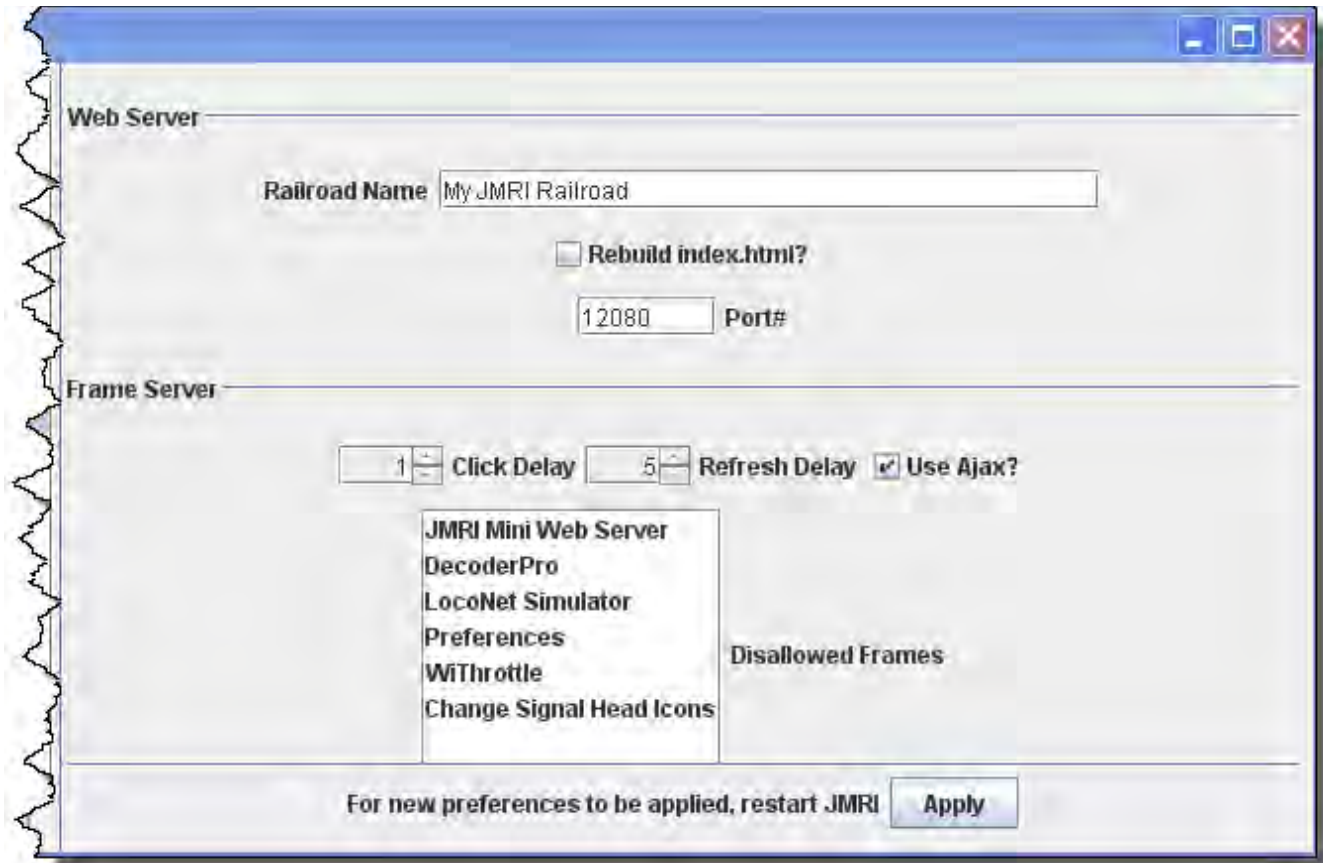 Web Server
Railroad Name My JMRI Railroad
Rebuild index.html?
12080 Port#
Frame Server
1 Click Delay 5 Refresh Delay Use Ajax?
JMRI Mini Web Server
DecoderPro
LocoNet Simulator
Preferences
WiThrottle
Change Signal Head Icons
Disallowed Frames
For new preferences to be applied, restart JMRI Apply